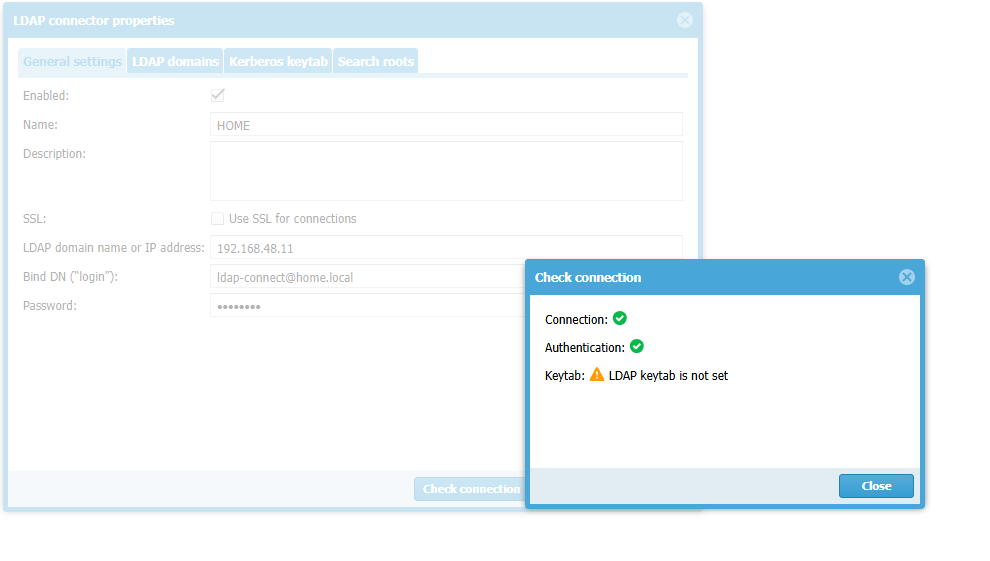 LDAP connector properties
General settings LDAP domains Kerberos keytab Search roots
Enabled:
Name: HOME
Description:
SSL: Use SSL for connections
LDAP domain name or IP address: 192.168.48.11
Bind DN ("login"): ldap-connect@home.local
Password: ••••••••
Check connection
Check connection
Connection:
Authentication:
Keytab: LDAP keytab is not set
Close